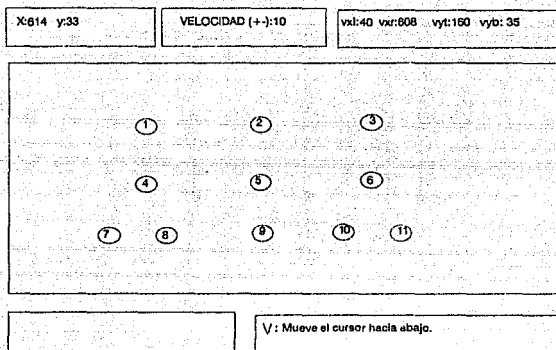 X:614 y:33 VELOCIDAD (+-):10 vxl:40 vxr:608 vyt:160 vyb: 35
1 2 3
4 5 6
7 8 9 10 11
\/ : Mueve el cursor hacia abajo.